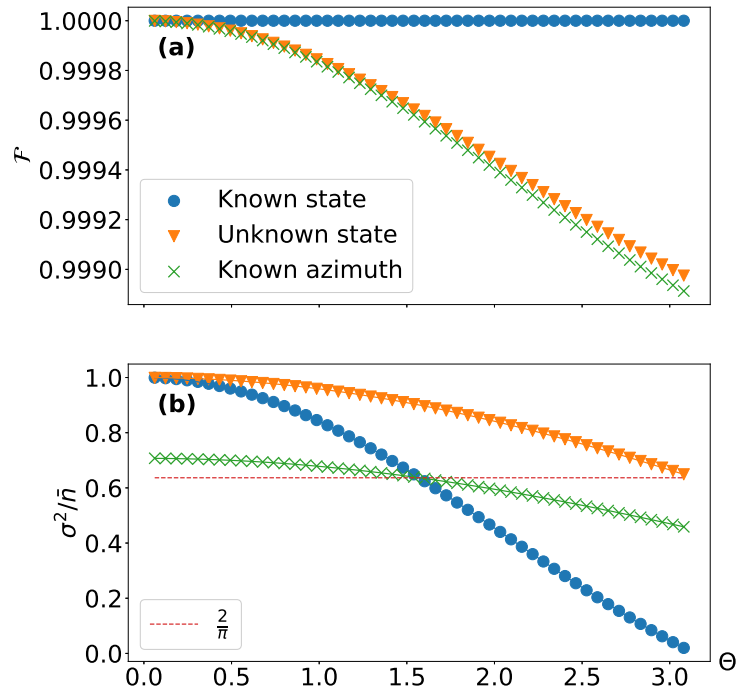 1.0000
(a)
0.9998
0.9996
ℱ
0.9994
Known state
0.9992
Unknown state
0.9990
Known azimuth
1.0
(b)
0.8
0.6
σ²/n̄
0.4
0.2
2/π
0.0
Θ
0.0 0.5 1.0 1.5 2.0 2.5 3.0